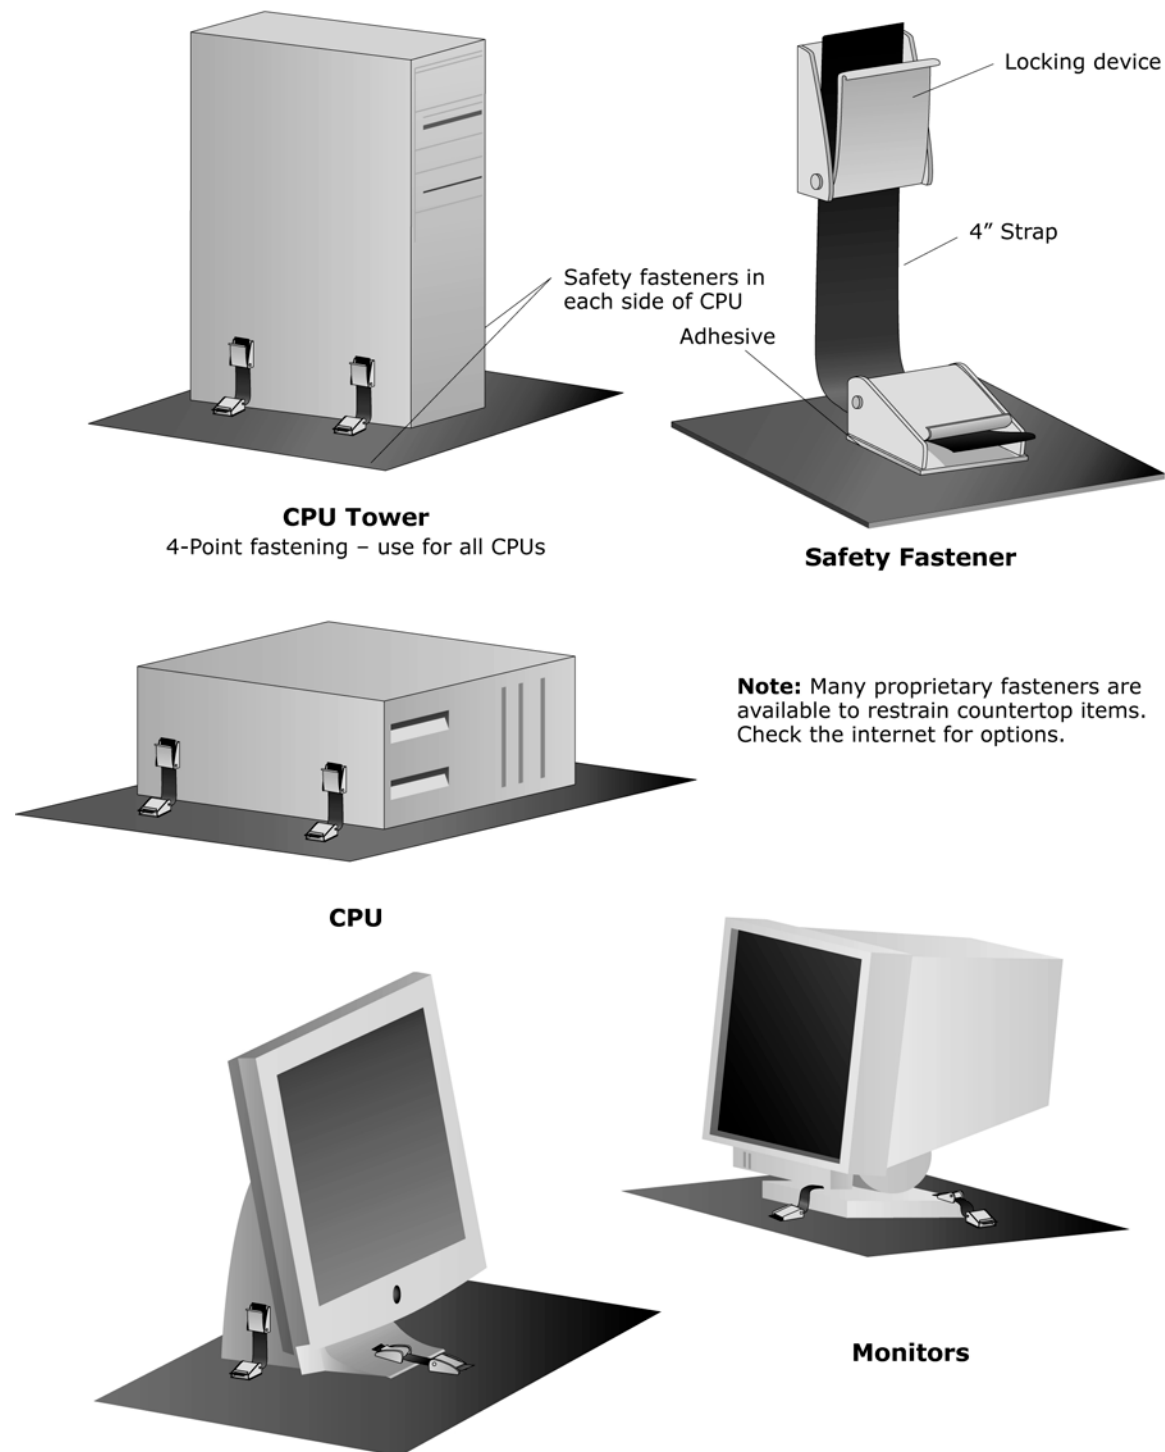 Locking device
4″ Strap
Safety fasteners in
each side of CPU
Adhesive
CPU Tower
4-Point fastening – use for all CPUs
Safety Fastener
Note: Many proprietary fasteners are
available to restrain countertop items.
Check the internet for options.
CPU
Monitors